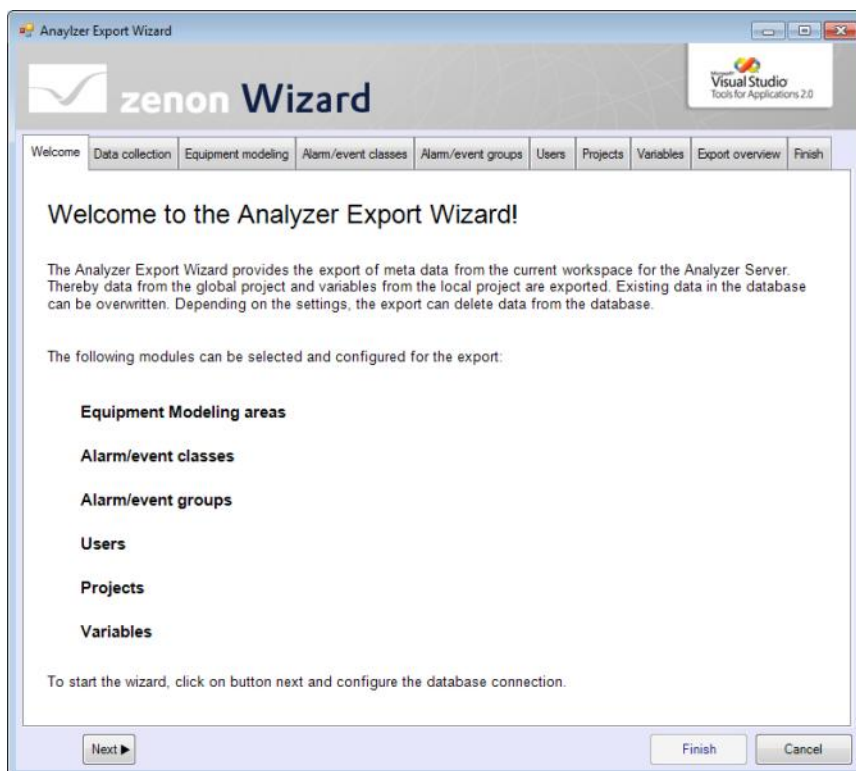 Anaylzer Export Wizard
zenon Wizard
Microsoft
Visual Studio
Tools for Applications 2.0
Welcome Data collection Equipment modeling Alarm/event classes Alarm/event groups Users Projects Variables Export overview Finish
Welcome to the Analyzer Export Wizard!
The Analyzer Export Wizard provides the export of meta data from the current workspace for the Analyzer Server.
Thereby data from the global project and variables from the local project are exported. Existing data in the database
can be overwritten. Depending on the settings, the export can delete data from the database.
The following modules can be selected and configured for the export:
Equipment Modeling areas
Alarm/event classes
Alarm/event groups
Users
Projects
Variables
To start the wizard, click on button next and configure the database connection.
Next Finish Cancel